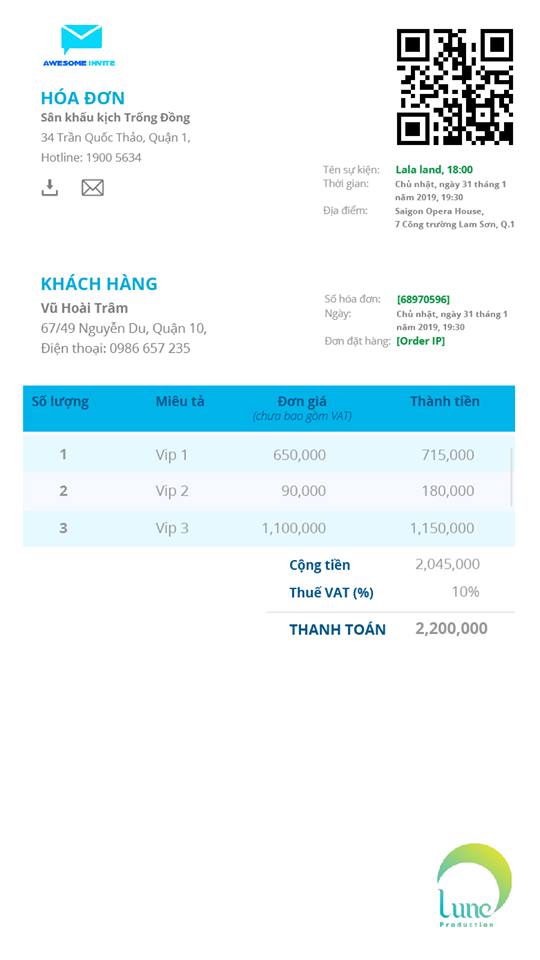 AWESOME INVITE
HÓA ĐƠN
Sân khấu kịch Trống Đồng
34 Trần Quốc Thảo, Quận 1,
Hotline: 1900 5634
Tên sự kiện: Lala land, 18:00
Thời gian: Chủ nhật, ngày 31 tháng 1
năm 2019, 19:30
Địa điểm: Saigon Opera House,
7 Công trường Lam Sơn, Q.1
KHÁCH HÀNG
Vũ Hoài Trâm
67/49 Nguyễn Du, Quận 10,
Điện thoại: 0986 657 235
Số hóa đơn: [68970596]
Ngày: Chủ nhật, ngày 31 tháng 1
năm 2019, 19:30
Đơn đặt hàng: [Order IP]
Số lượng Miêu tả Đơn giá Thành tiền
(chưa bao gồm VAT)
1 Vip 1 650,000 715,000
2 Vip 2 90,000 180,000
3 Vip 3 1,100,000 1,150,000
Cộng tiền 2,045,000
Thuế VAT (%) 10%
THANH TOÁN 2,200,000
Lune
Production